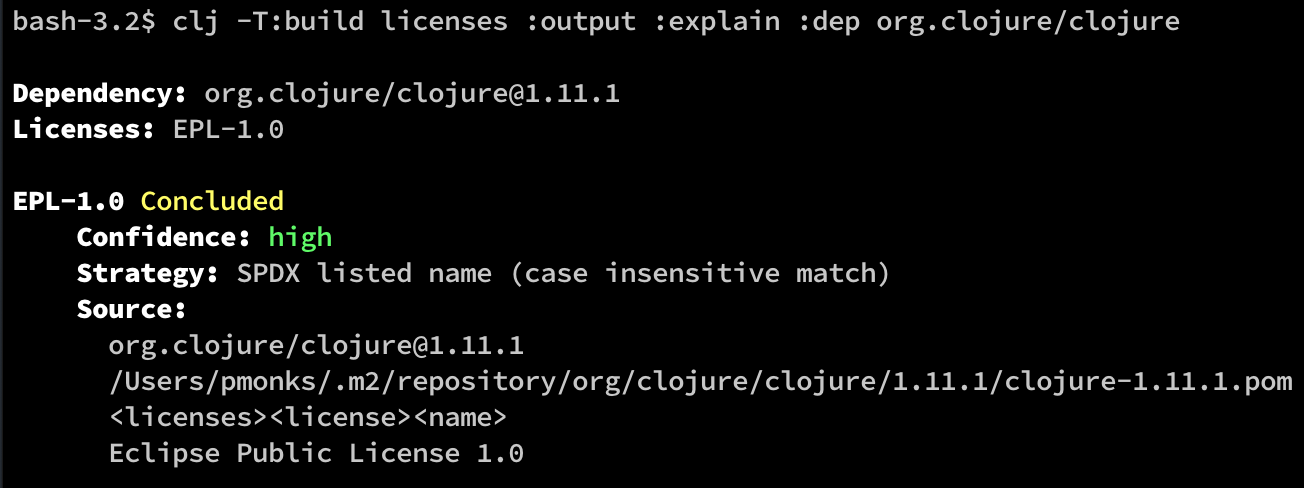 bash-3.2$ clj -T:build licenses :output :explain :dep org.clojure/clojure
Dependency: org.clojure/clojure@1.11.1
Licenses: EPL-1.0
EPL-1.0 Concluded
Confidence: high
Strategy: SPDX listed name (case insensitive match)
Source:
org.clojure/clojure@1.11.1
/Users/pmonks/.m2/repository/org/clojure/clojure/1.11.1/clojure-1.11.1.pom
<licenses><license><name>
Eclipse Public License 1.0